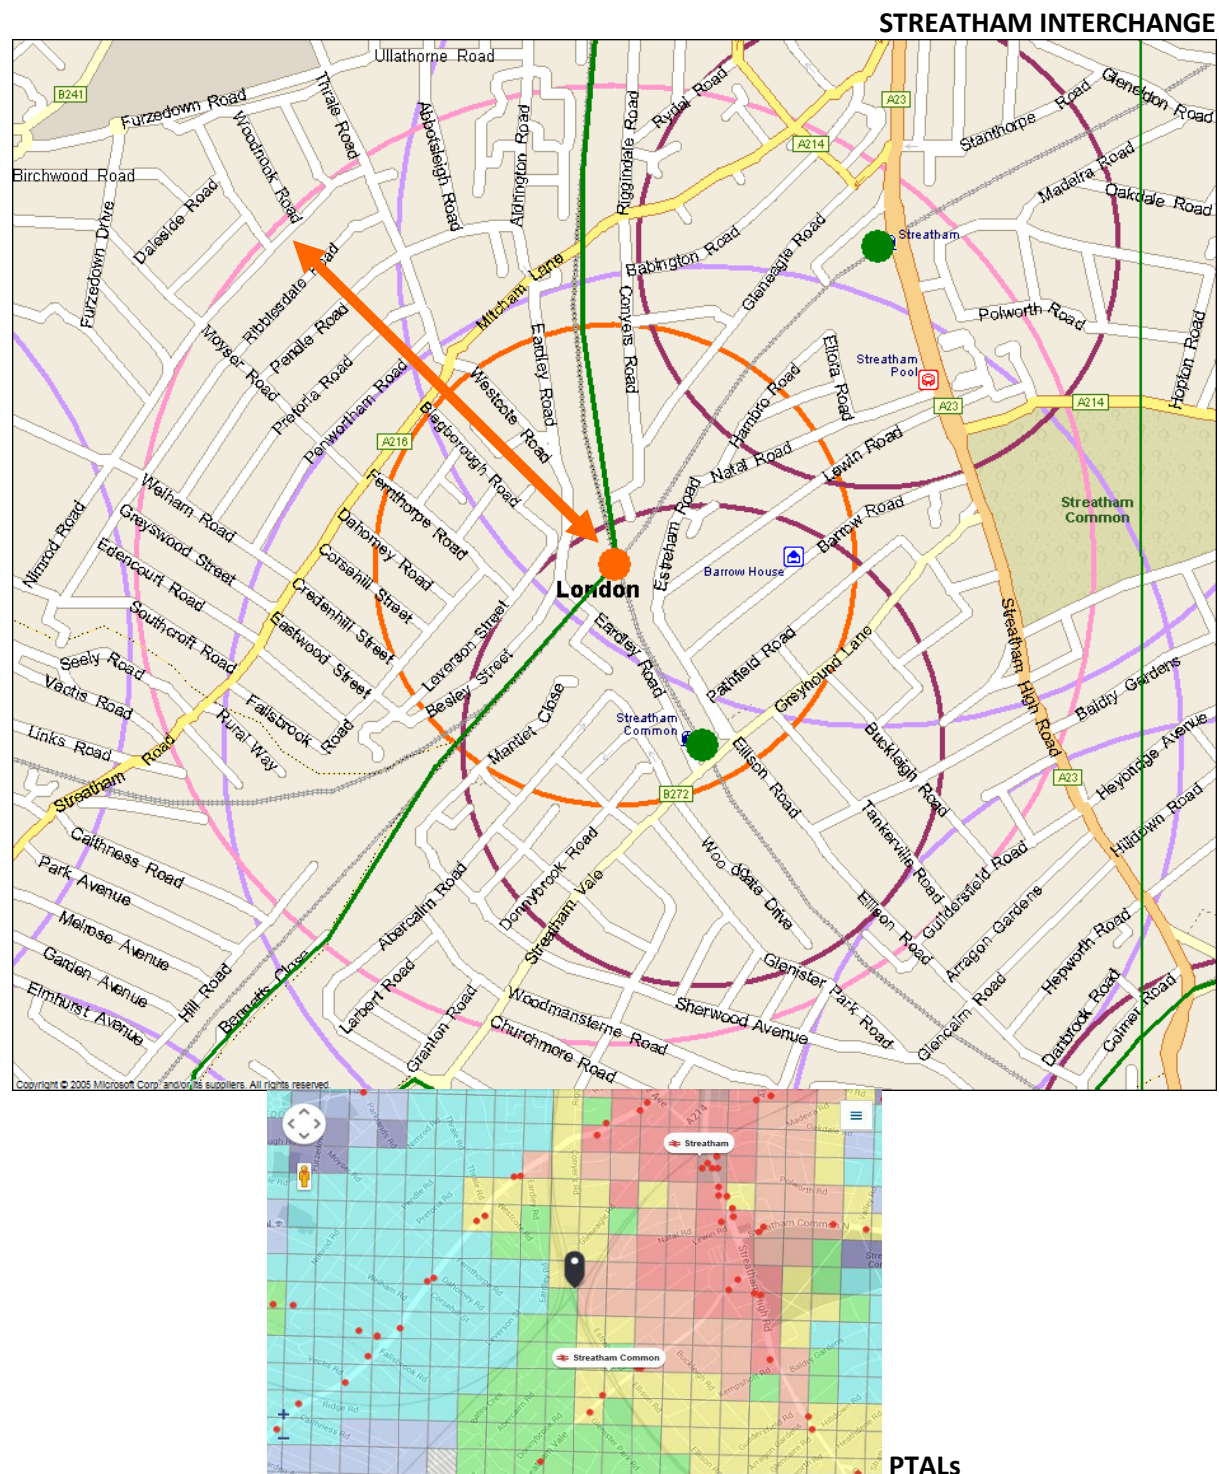 STREATHAM INTERCHANGE
Ullathorne Road
B241
Furzedown Road
Thrale Road
Woodnook Road
Abbotsleigh Road
Aldrington Road
Riggindale Road
Rydal Road
A23
A214
Gleneldon Road
Stanthorpe Road
Madeira Road
Oakdale Road
Birchwood Road
Furzedown Drive
Daleside Road
Streatham
Mitcham Lane
Babington Road
Gleneagle Road
Ribblesdale Road
Pendle Road
Moyser Road
Pretoria Road
Penwortham Road
Eardley Road
Conyers Road
Polworth Road
Hopton Road
Ellora Road
Streatham
Pool
A23
A214
Westcote Road
Blegborough Road
Hambro Road
Natal Road
Lewin Road
A216
Fernthorpe Road
Welham Road
Greyswood Street
Edencourt Road
Nimrod Road
Dahomey Road
Corsehill Street
Credenhill Street
Eastwood Street
Southcroft Road
Estreham Road
Barrow Road
Barrow House
Streatham
Common
London
Eardley Road
Leverson Street
Besley Street
Pathfield Road
Greyhound Lane
Streatham High Road
Seely Road
Vectis Road
Links Road
Fallsbrook Road
Rural Way
Mantlet Close
Streatham
Common
Ellison Road
Buckleigh Road
Baldry Gardens
Heybridge Avenue
Streatham Road
B272
A23
Hilldown Road
Tankerville Road
Caithness Road
Park Avenue
Melrose Avenue
Garden Avenue
Elmhurst Avenue
Hill Road
Bennetts Close
Abercairn Road
Donnybrook Road
Streatham Vale
Woodgate Drive
Ellison Road
Guildersfield Road
Arragon Gardens
Hepworth Road
Larbert Road
Granton Road
Woodmansterne Road
Churchmore Road
Sherwood Avenue
Glenister Park Road
Glencairn Road
Danbrook Road
Colmer Road
Copyright © 2005 Microsoft Corp. and/or its suppliers. All rights reserved.
A214
Streatham
Streatham Common
PTALs